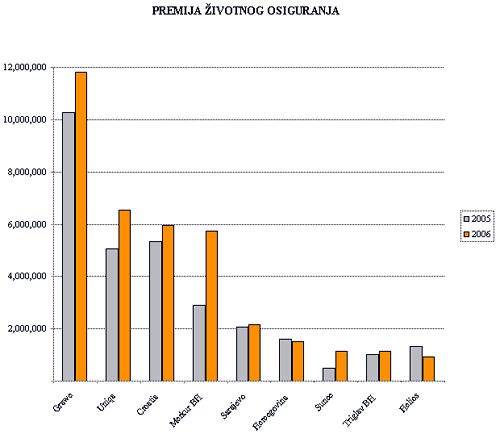 PREMIJA ŽIVOTNOG OSIGURANJA
12,000,000
10,000,000
8,000,000
6,000,000
4,000,000
2,000,000
2005
2006
Grawe
Uniqa
Croatia
Merkur BH
Sarajevo
Hercegovina
Sunce
Triglav BH
Helios